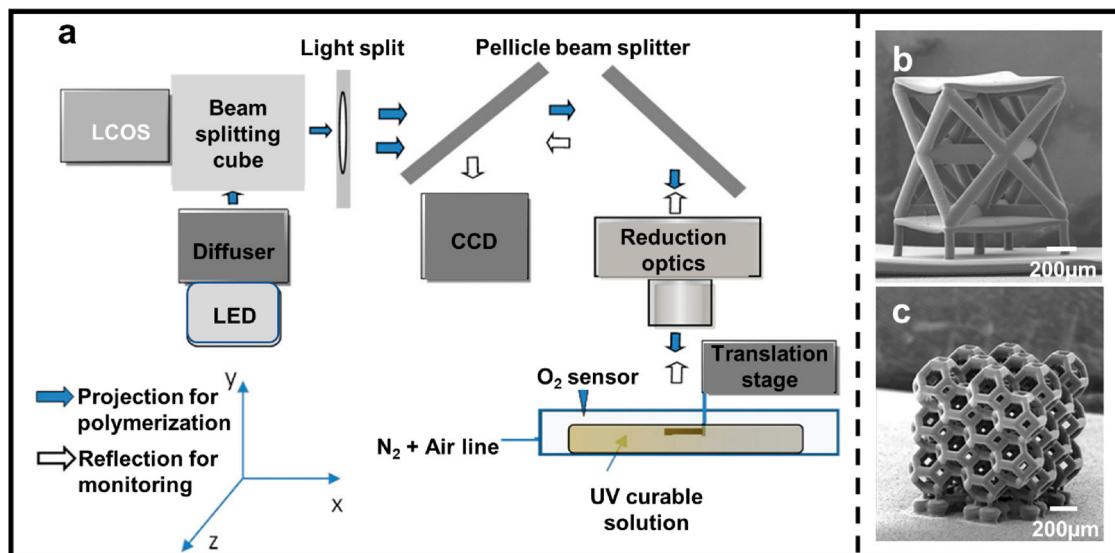 a
Light split
Pellicle beam splitter
LCOS
Beam
splitting
cube
Diffuser
LED
CCD
Reduction
optics
Translation
stage
O₂ sensor
N₂ + Air line
UV curable
solution
Projection for
polymerization
Reflection for
monitoring
y
x
z
b
200μm
c
200μm